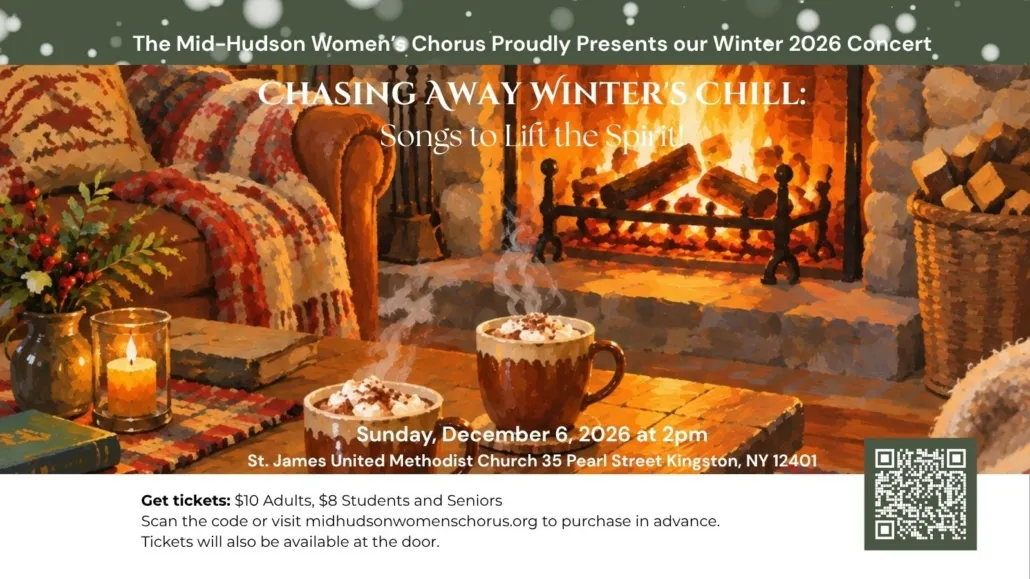 The Mid-Hudson Women's Chorus Proudly Presents our Winter 2026 Concert
CHASING AWAY WINTER'S CHILL:
Songs to Lift the Spirit!
Sunday, December 6, 2026 at 2pm
St. James United Methodist Church 35 Pearl Street Kingston, NY 12401
Get tickets: $10 Adults, $8 Students and Seniors
Scan the code or visit midhudsonwomenschorus.org to purchase in advance.
Tickets will also be available at the door.